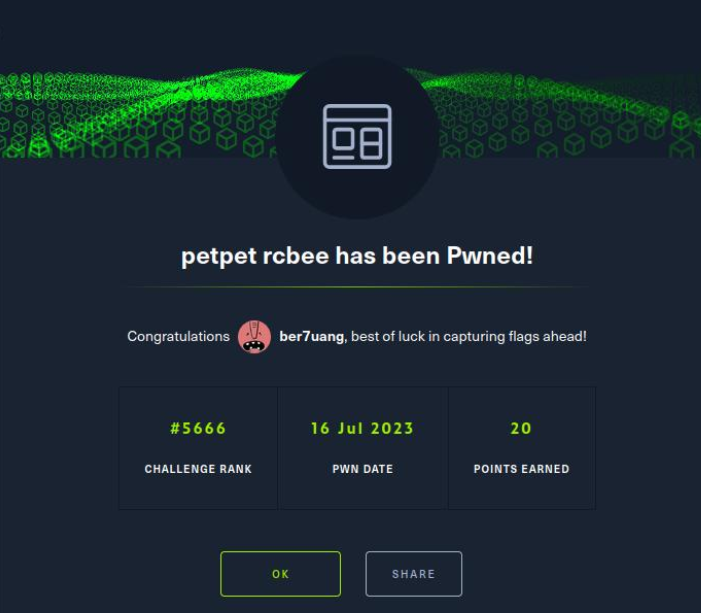 petpet rcbee has been Pwned!
Congratulations ber7uang, best of luck in capturing flags ahead!
#5666 16 Jul 2023 20
CHALLENGE RANK PWN DATE POINTS EARNED
OK SHARE